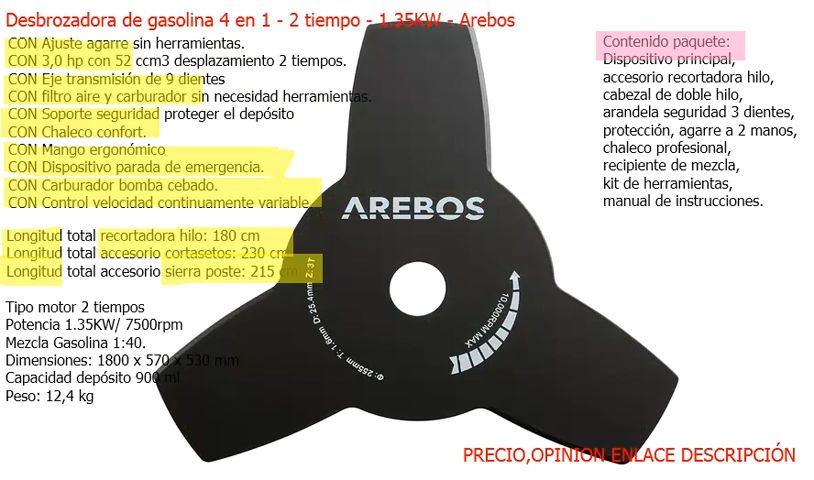 Desbrozadora de gasolina 4 en 1 - 2 tiempo - 1.35KW - Arebos
CON Ajuste agarre sin herramientas.
CON 3,0 hp con 52 ccm3 desplazamiento 2 tiempos.
CON Eje transmisión de 9 dientes
CON filtro aire y carburador sin necesidad herramientas.
CON Soporte seguridad proteger el depósito
CON Chaleco confort.
CON Mango ergonómico
CON Dispositivo parada de emergencia.
CON Carburador bomba cebado.
CON Control velocidad continuamente variable
Longitud total recortadora hilo: 180 cm
Longitud total accesorio cortasetos: 230 cm
Longitud total accesorio sierra poste: 215 cm
Tipo motor 2 tiempos
Potencia 1.35KW/ 7500rpm
Mezcla Gasolina 1:40.
Dimensiones: 1800 x 570 x 530 mm
Capacidad depósito 900 ml
Peso: 12,4 kg
Contenido paquete:
Dispositivo principal,
accesorio recortadora hilo,
cabezal de doble hilo,
arandela seguridad 3 dientes,
protección, agarre a 2 manos,
chaleco profesional,
recipiente de mezcla,
kit de herramientas,
manual de instrucciones.
AREBOS
Φ: 255mm T: 1.6mm D: 25.4mm Z: 3T
10,000RPM MAX
PRECIO,OPINION ENLACE DESCRIPCIÓN